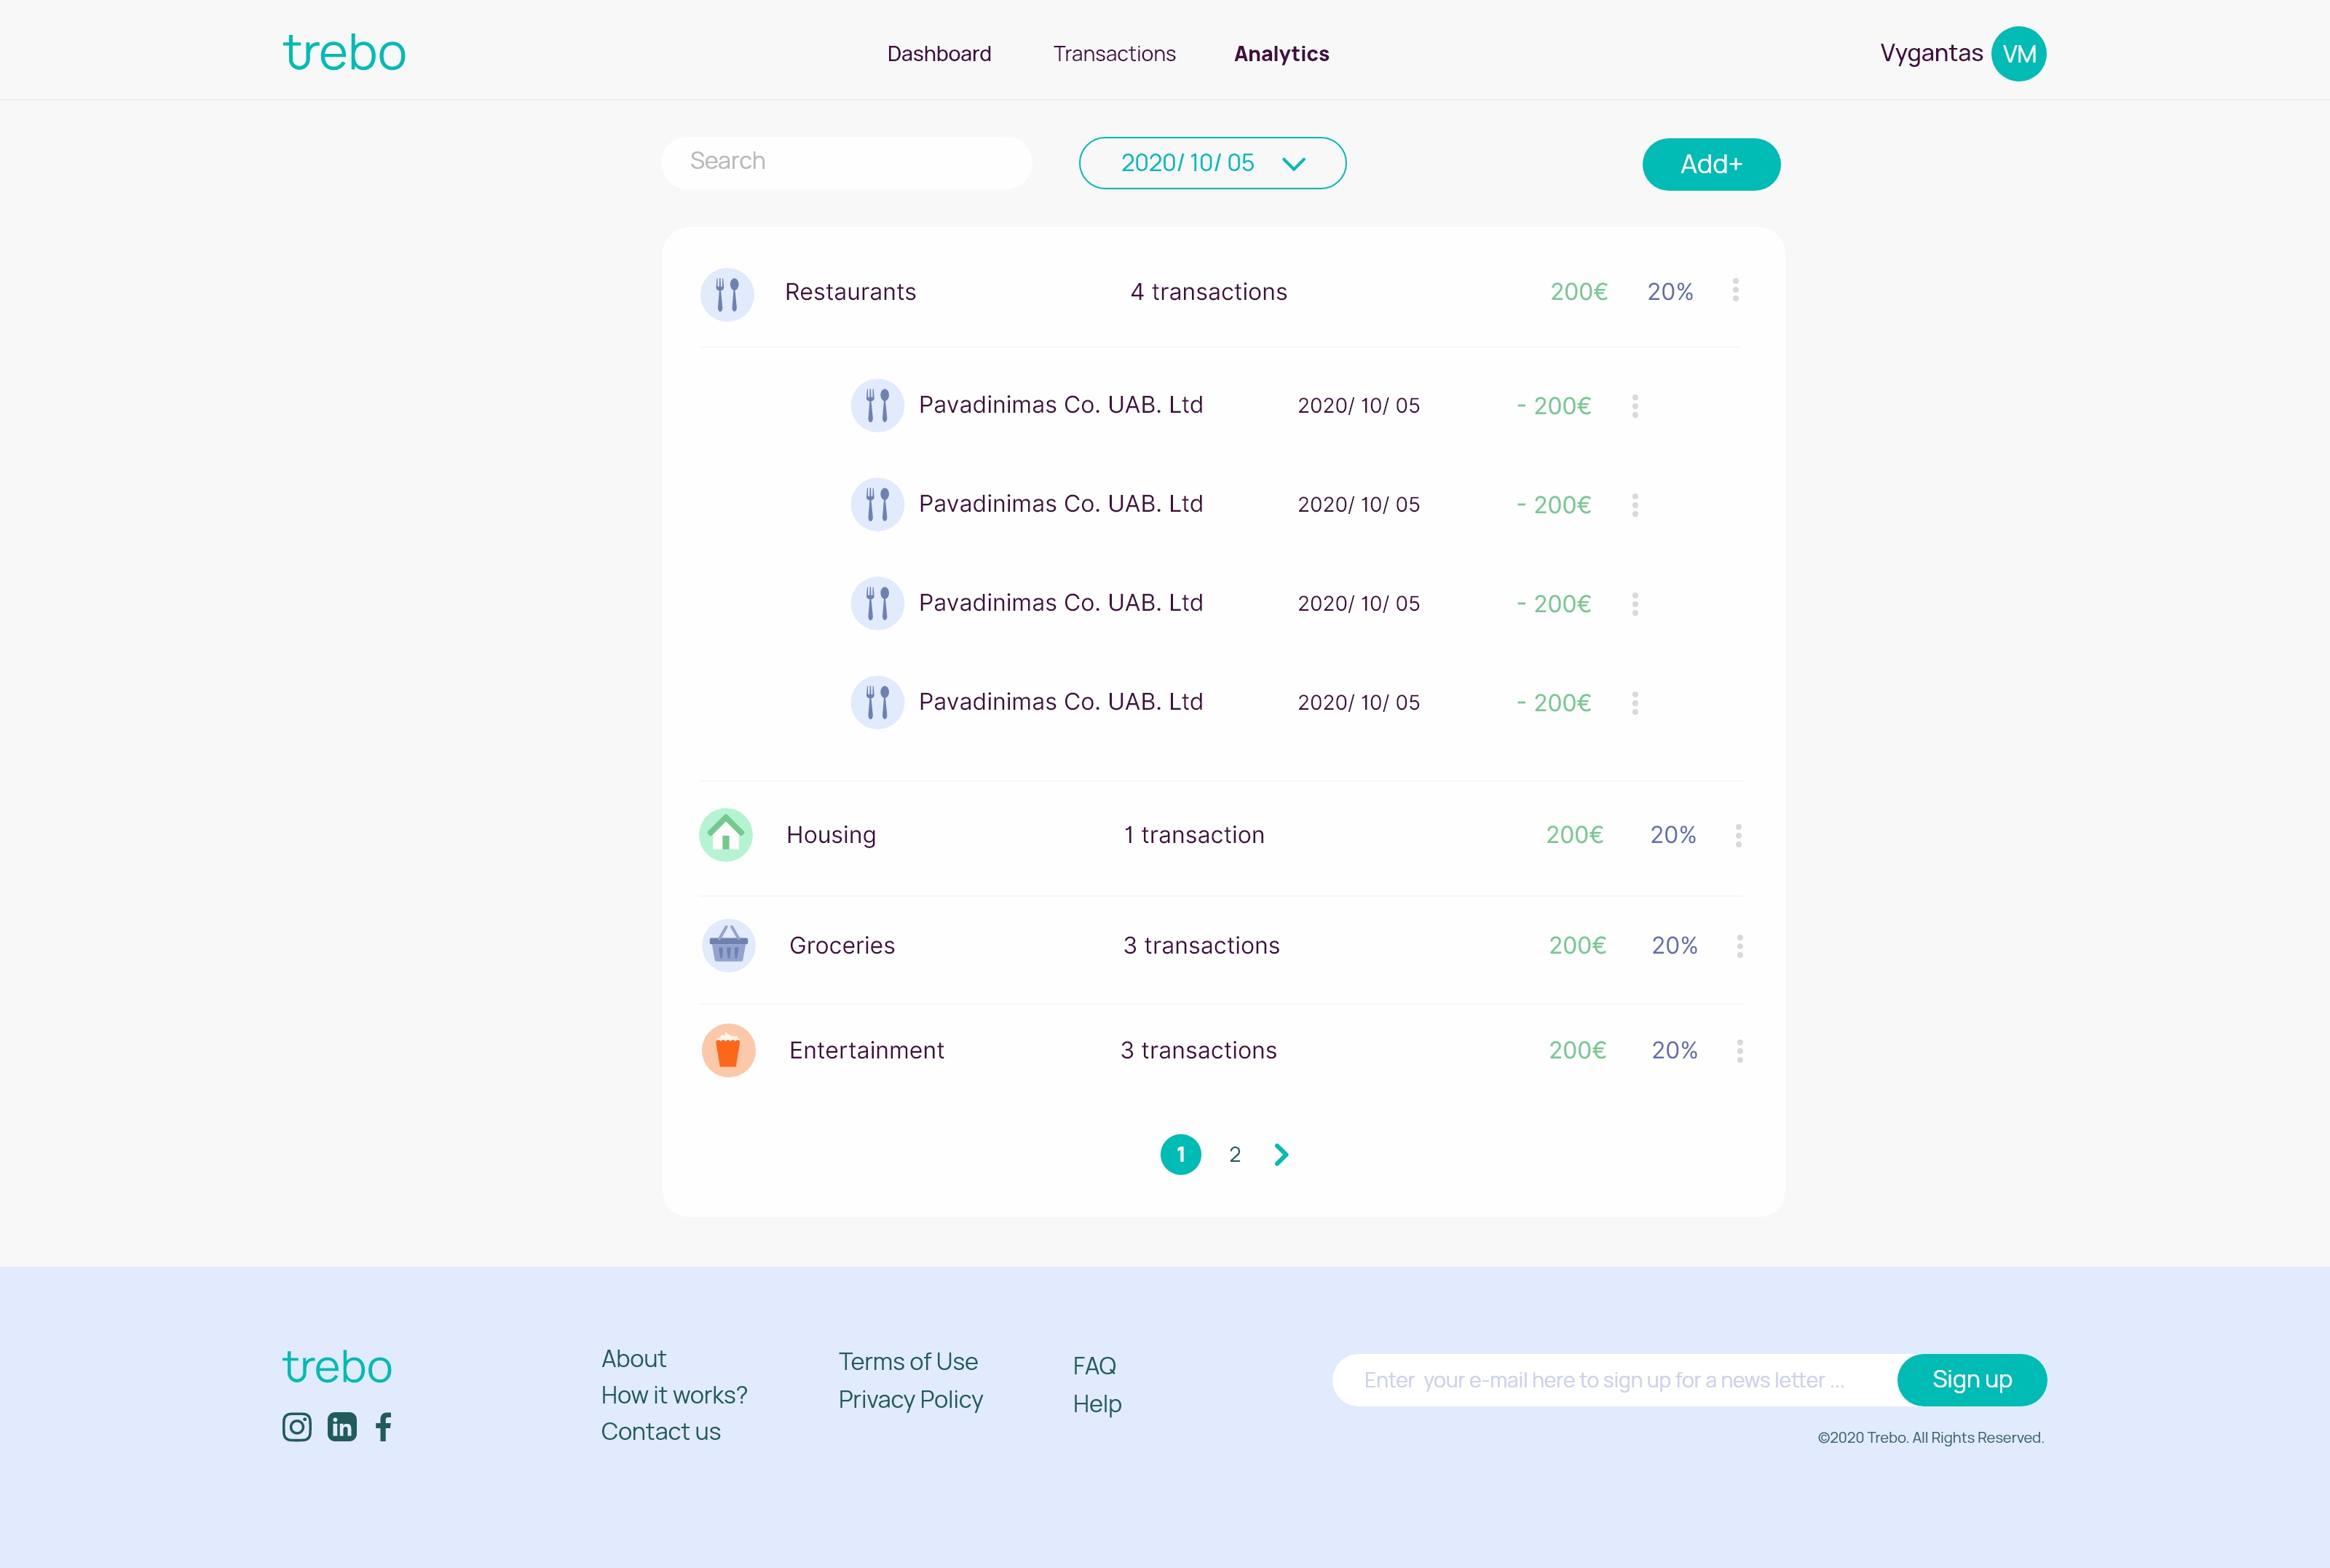 trebo
Dashboard Transactions Analytics
Vygantas VM
Search 2020/ 10/ 05 Add+
Restaurants 4 transactions 200€ 20%
Pavadinimas Co. UAB. Ltd 2020/ 10/ 05 - 200€
Pavadinimas Co. UAB. Ltd 2020/ 10/ 05 - 200€
Pavadinimas Co. UAB. Ltd 2020/ 10/ 05 - 200€
Pavadinimas Co. UAB. Ltd 2020/ 10/ 05 - 200€
Housing 1 transaction 200€ 20%
Groceries 3 transactions 200€ 20%
Entertainment 3 transactions 200€ 20%
1 2
trebo
in
About
How it works?
Contact us
Terms of Use
Privacy Policy
FAQ
Help
Enter your e-mail here to sign up for a news letter ... Sign up
©2020 Trebo. All Rights Reserved.